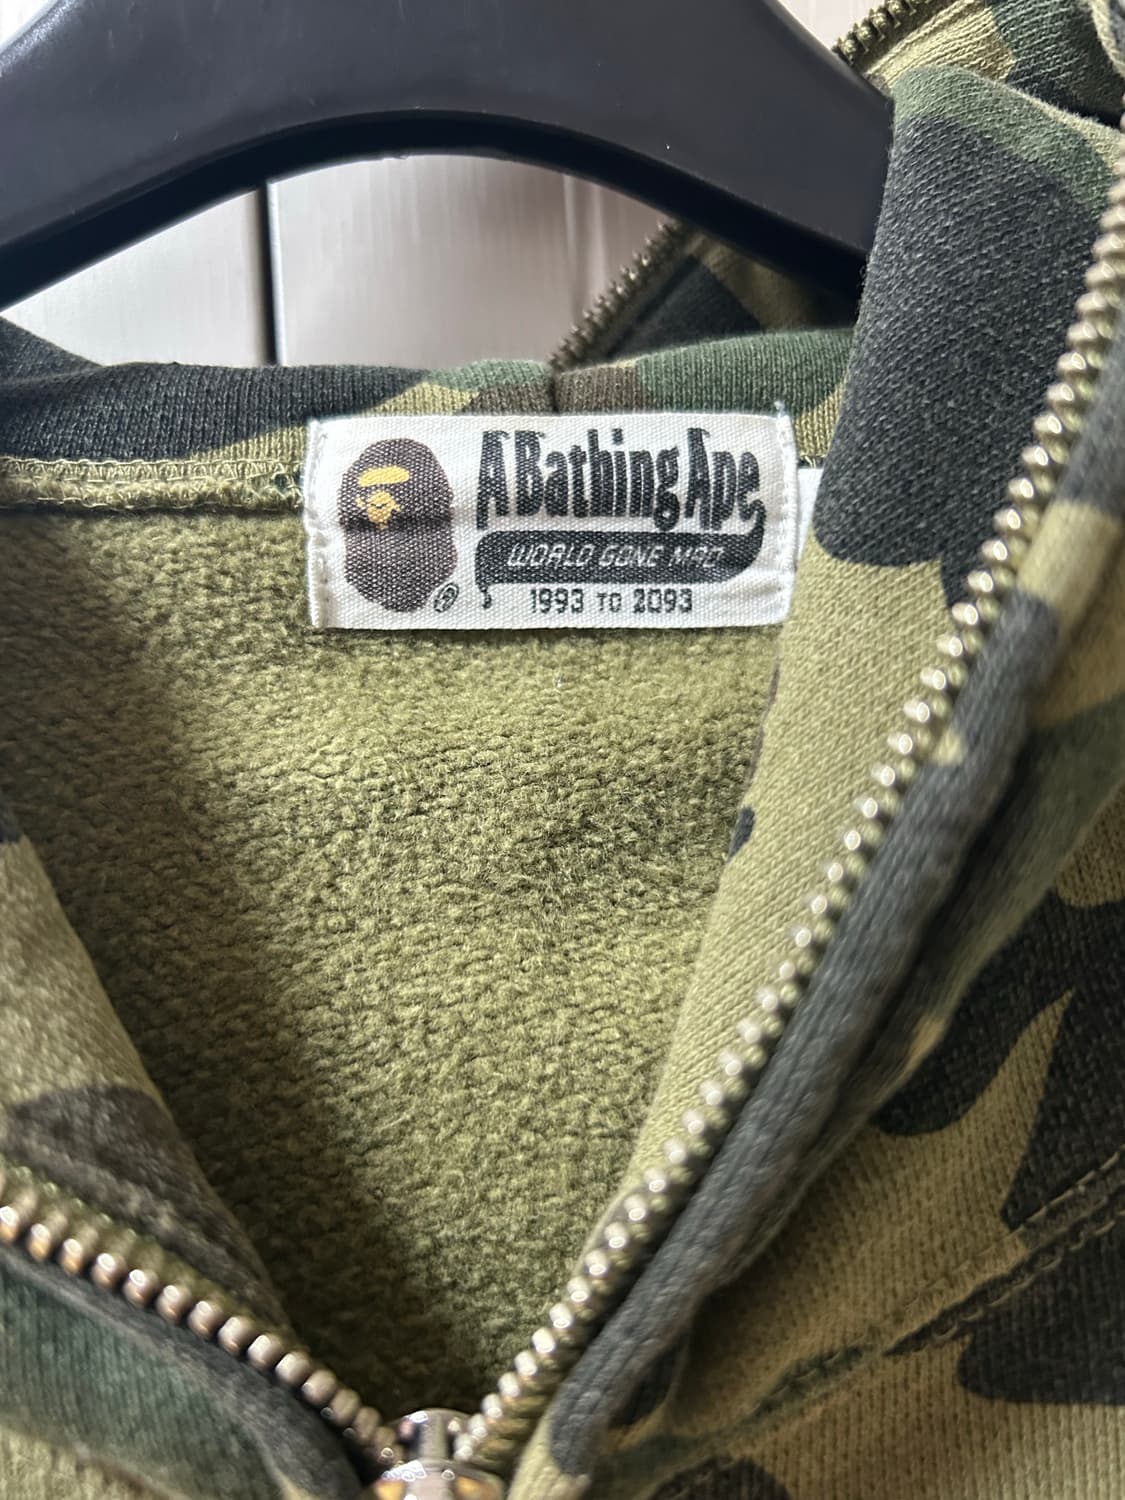 A Bathing Ape
WORLD GONE MAD
®
1993 TO 2093